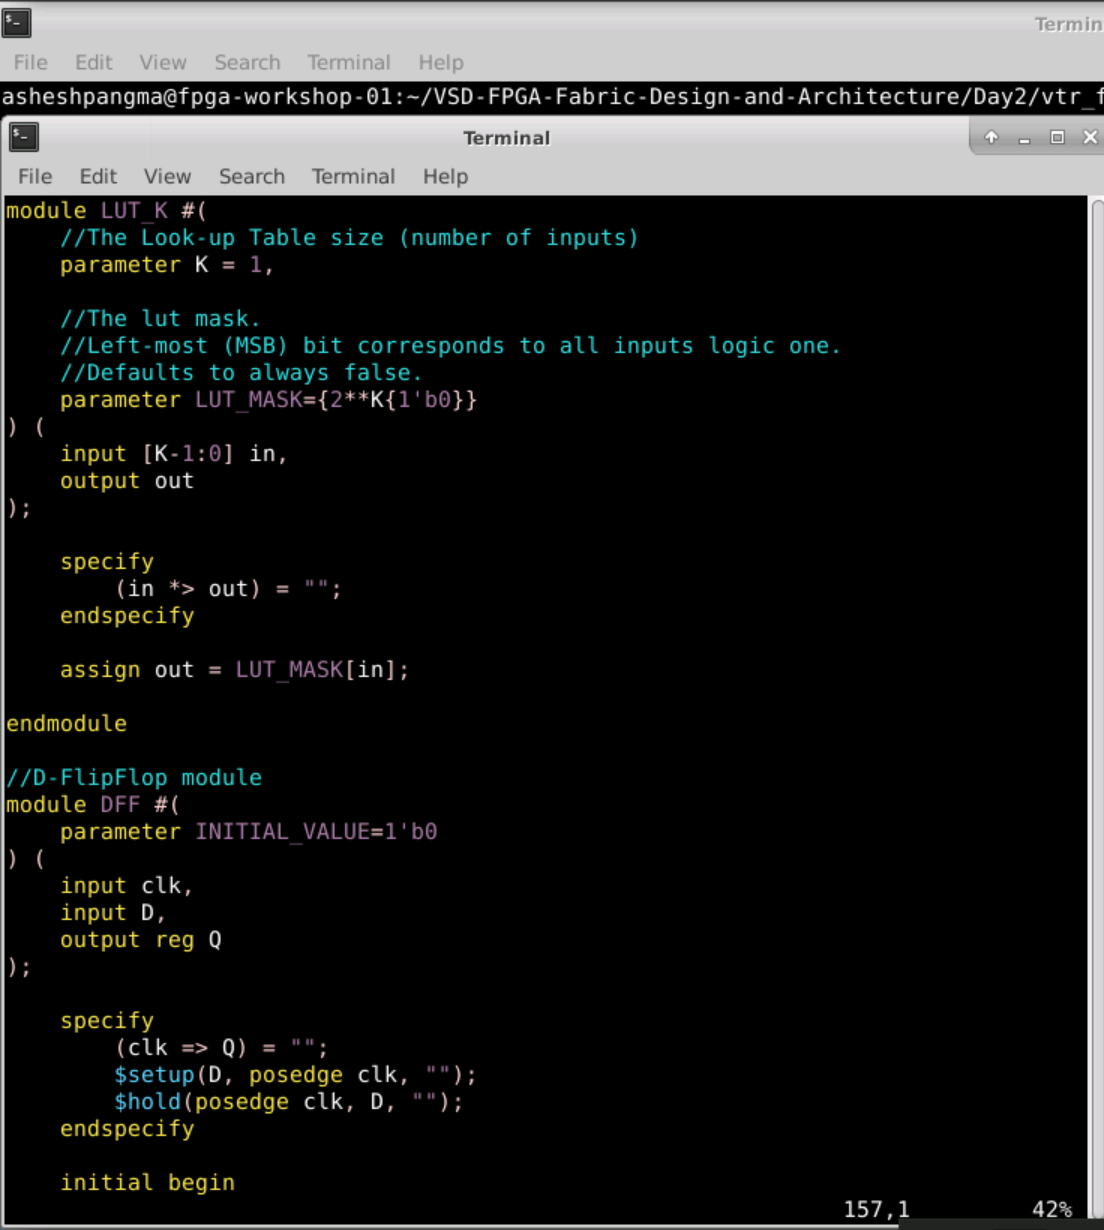 Termin
File Edit View Search Terminal Help
asheshpangma@fpga-workshop-01:~/VSD-FPGA-Fabric-Design-and-Architecture/Day2/vtr_f
Terminal
File Edit View Search Terminal Help
module LUT_K #(
    //The Look-up Table size (number of inputs)
    parameter K = 1,

    //The lut mask.
    //Left-most (MSB) bit corresponds to all inputs logic one.
    //Defaults to always false.
    parameter LUT_MASK={2**K{1'b0}}
) (
    input [K-1:0] in,
    output out
);

    specify
        (in *> out) = "";
    endspecify

    assign out = LUT_MASK[in];

endmodule

//D-FlipFlop module
module DFF #(
    parameter INITIAL_VALUE=1'b0
) (
    input clk,
    input D,
    output reg Q
);

    specify
        (clk => Q) = "";
        $setup(D, posedge clk, "");
        $hold(posedge clk, D, "");
    endspecify

    initial begin
157,1 42%